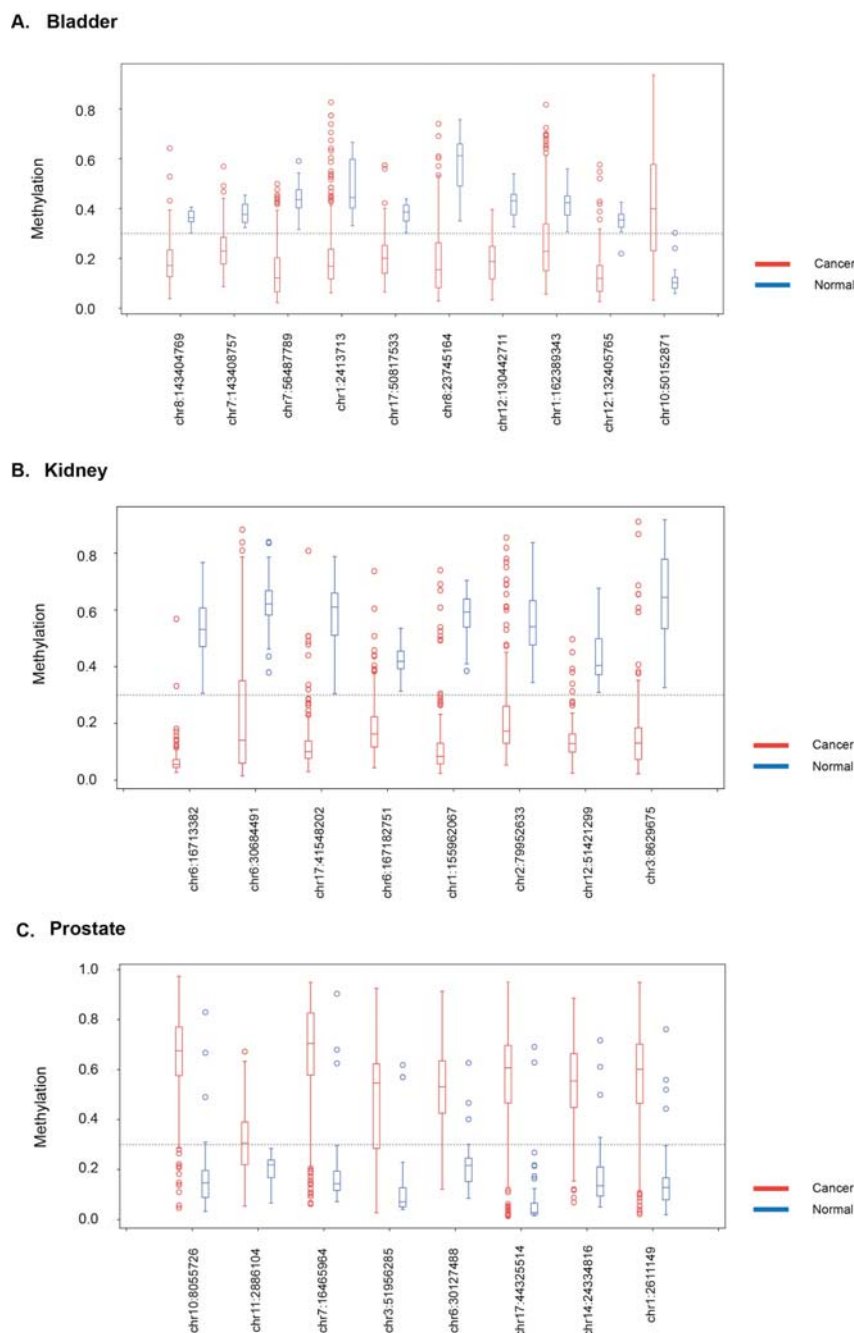 A. Bladder
0.8
0.6
Methylation
0.4
0.2
0.0
Cancer
Normal
chr8:143404769
chr7:143408757
chr7:56487789
chr1:2413713
chr17:50817533
chr8:23745164
chr12:130442711
chr1:162389343
chr12:132405765
chr10:50152871
B. Kidney
0.8
0.6
Methylation
0.4
0.2
0.0
Cancer
Normal
chr6:16713382
chr6:30684491
chr17:41548202
chr6:167182751
chr1:155962067
chr2:79952633
chr12:51421299
chr3:8629675
C. Prostate
1.0
0.8
0.6
Methylation
0.4
0.2
0.0
Cancer
Normal
chr10:8055726
chr11:2886104
chr7:16465964
chr3:51956285
chr6:30127488
chr17:44325514
chr14:24334816
chr1:2611149